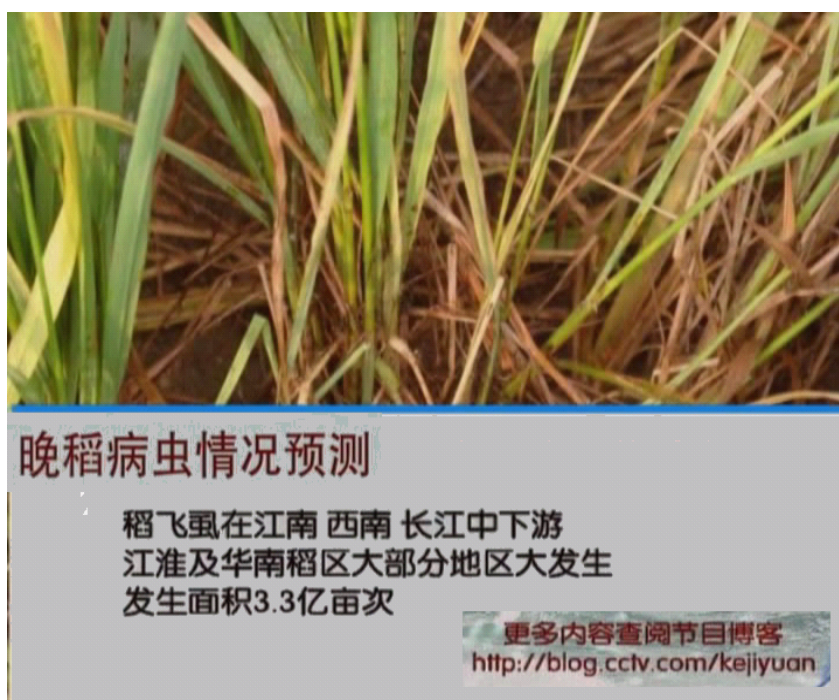 晚稻病虫情况预测
稻飞虱在江南 西南 长江中下游
江淮及华南稻区大部分地区大发生
发生面积3.3亿亩次
更多内容查阅节目博客
http://blog.cctv.com/kejiyuan